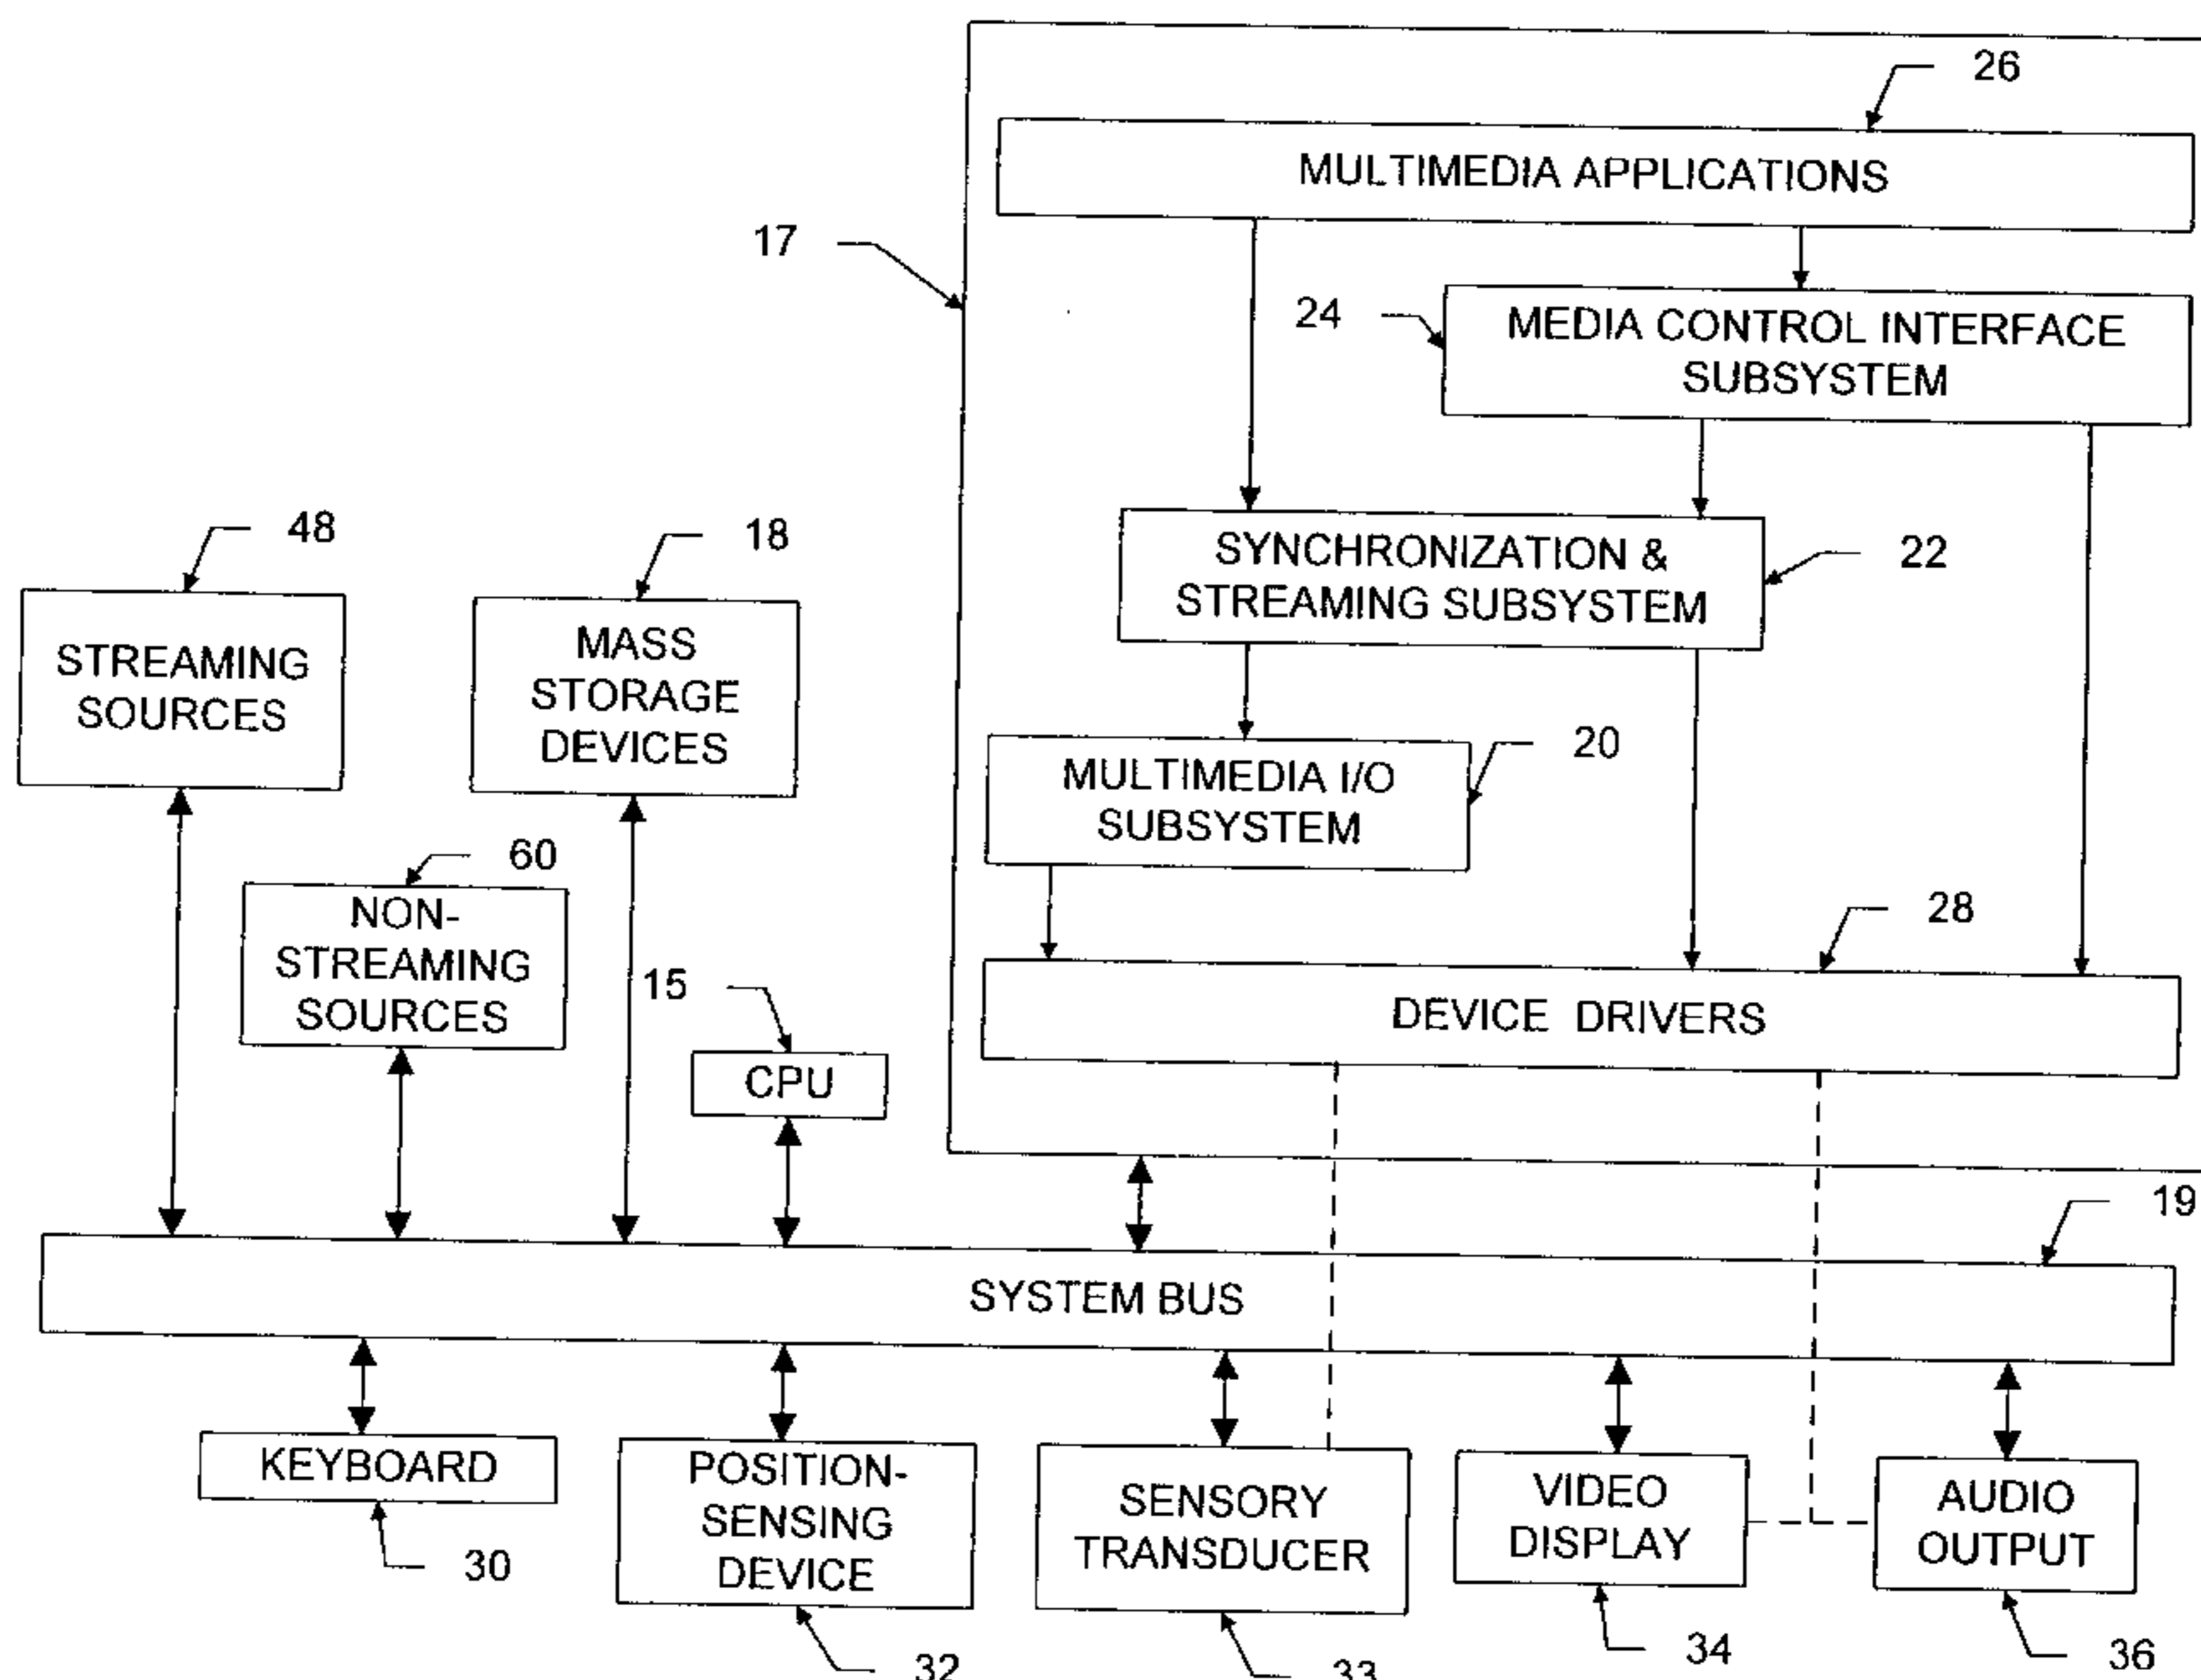 26
MULTIMEDIA APPLICATIONS
17
24
MEDIA CONTROL INTERFACE
SUBSYSTEM
48
18
SYNCHRONIZATION &
STREAMING SUBSYSTEM
22
STREAMING
SOURCES
MASS
STORAGE
DEVICES
20
MULTIMEDIA I/O
SUBSYSTEM
60
NON-
STREAMING
SOURCES
28
15
DEVICE DRIVERS
CPU
19
SYSTEM BUS
KEYBOARD
30
POSITION-
SENSING
DEVICE
32
SENSORY
TRANSDUCER
33
VIDEO
DISPLAY
34
AUDIO
OUTPUT
36